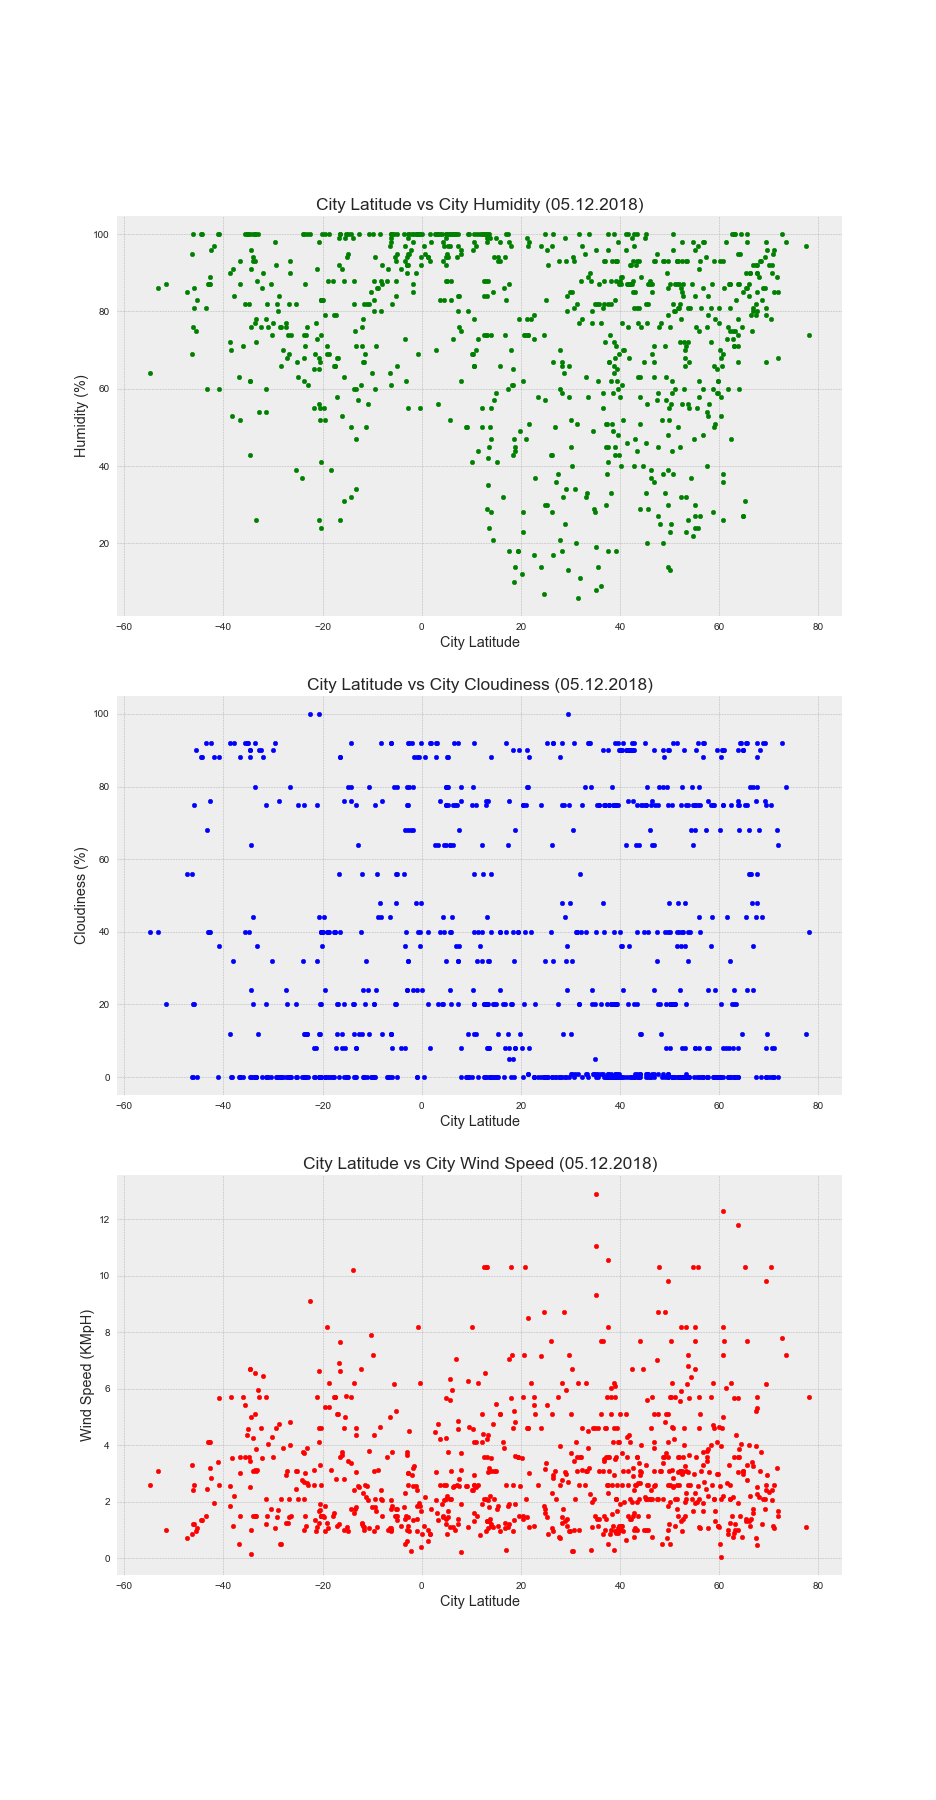 City Latitude vs City Humidity (05.12.2018)
100
80
60
40
20
Humidity (%)
−60 −40 −20 0 20 40 60 80
City Latitude
City Latitude vs City Cloudiness (05.12.2018)
100
80
60
40
20
0
Cloudiness (%)
−60 −40 −20 0 20 40 60 80
City Latitude
City Latitude vs City Wind Speed (05.12.2018)
12
10
8
6
4
2
0
Wind Speed (KMpH)
−60 −40 −20 0 20 40 60 80
City Latitude